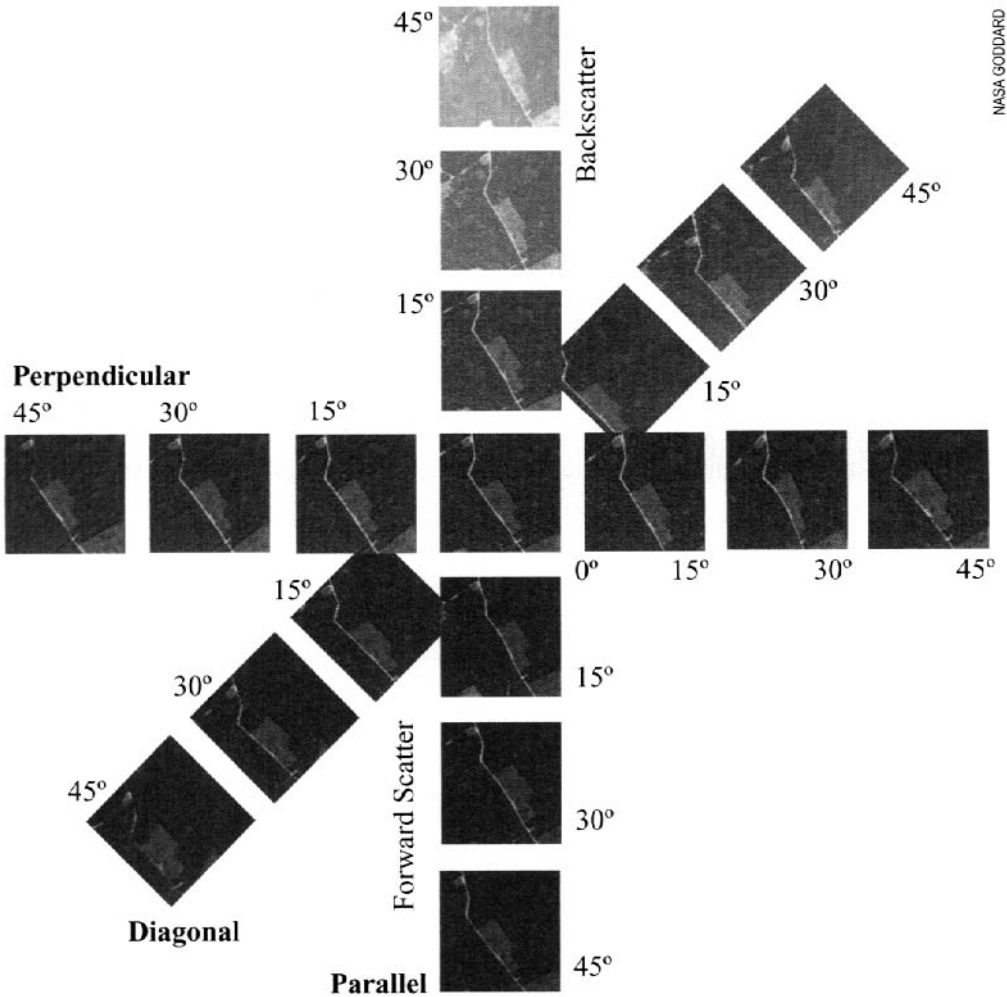 45º
Backscatter
NASA GODDARD
30º
45º
30º
15º
15º
Perpendicular
45º
30º
15º
0º
15º
30º
45º
15º
15º
30º
Forward Scatter
45º
30º
Diagonal
Parallel
45º